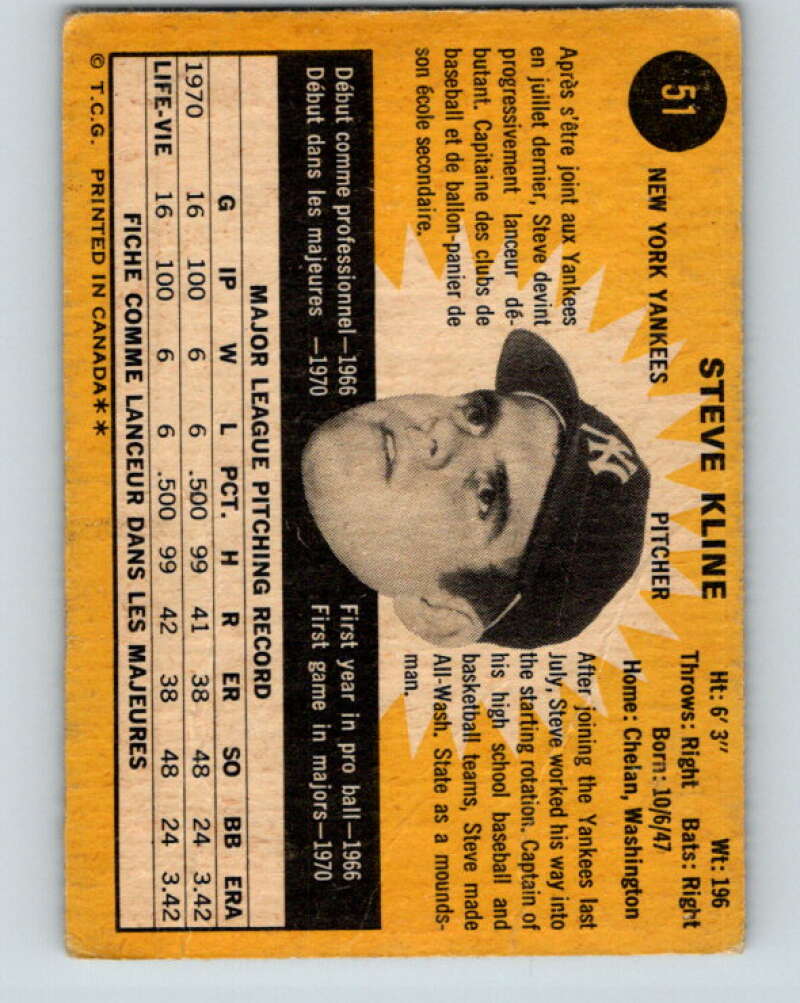 51
STEVE KLINE
NEW YORK YANKEES
PITCHER
Ht: 6' 3" Wt: 196
Throws: Right Bats: Right
Born: 10/6/47
Home: Chelan, Washington
Après s'être joint aux Yankees
en juillet dernier, Steve devint
progressivement lanceur dé-
butant. Capitaine des clubs de
baseball et de ballon-panier de
son école secondaire.
After joining the Yankees last
July, Steve worked his way into
the starting rotation. Captain of
his high school baseball and
basketball teams, Steve made
All-Wash. State as a mounds-
man.
Début comme professionnel—1966
Début dans les majeures —1970
First year in pro ball—1966
First game in majors—1970
MAJOR LEAGUE PITCHING RECORD
G IP W L PCT. H R ER SO BB ERA
1970 16 100 6 6 .500 99 41 38 48 24 3.42
LIFE-VIE 16 100 6 6 .500 99 42 38 48 24 3.42
FICHE COMME LANCEUR DANS LES MAJEURES
© T.C.G. PRINTED IN CANADA**